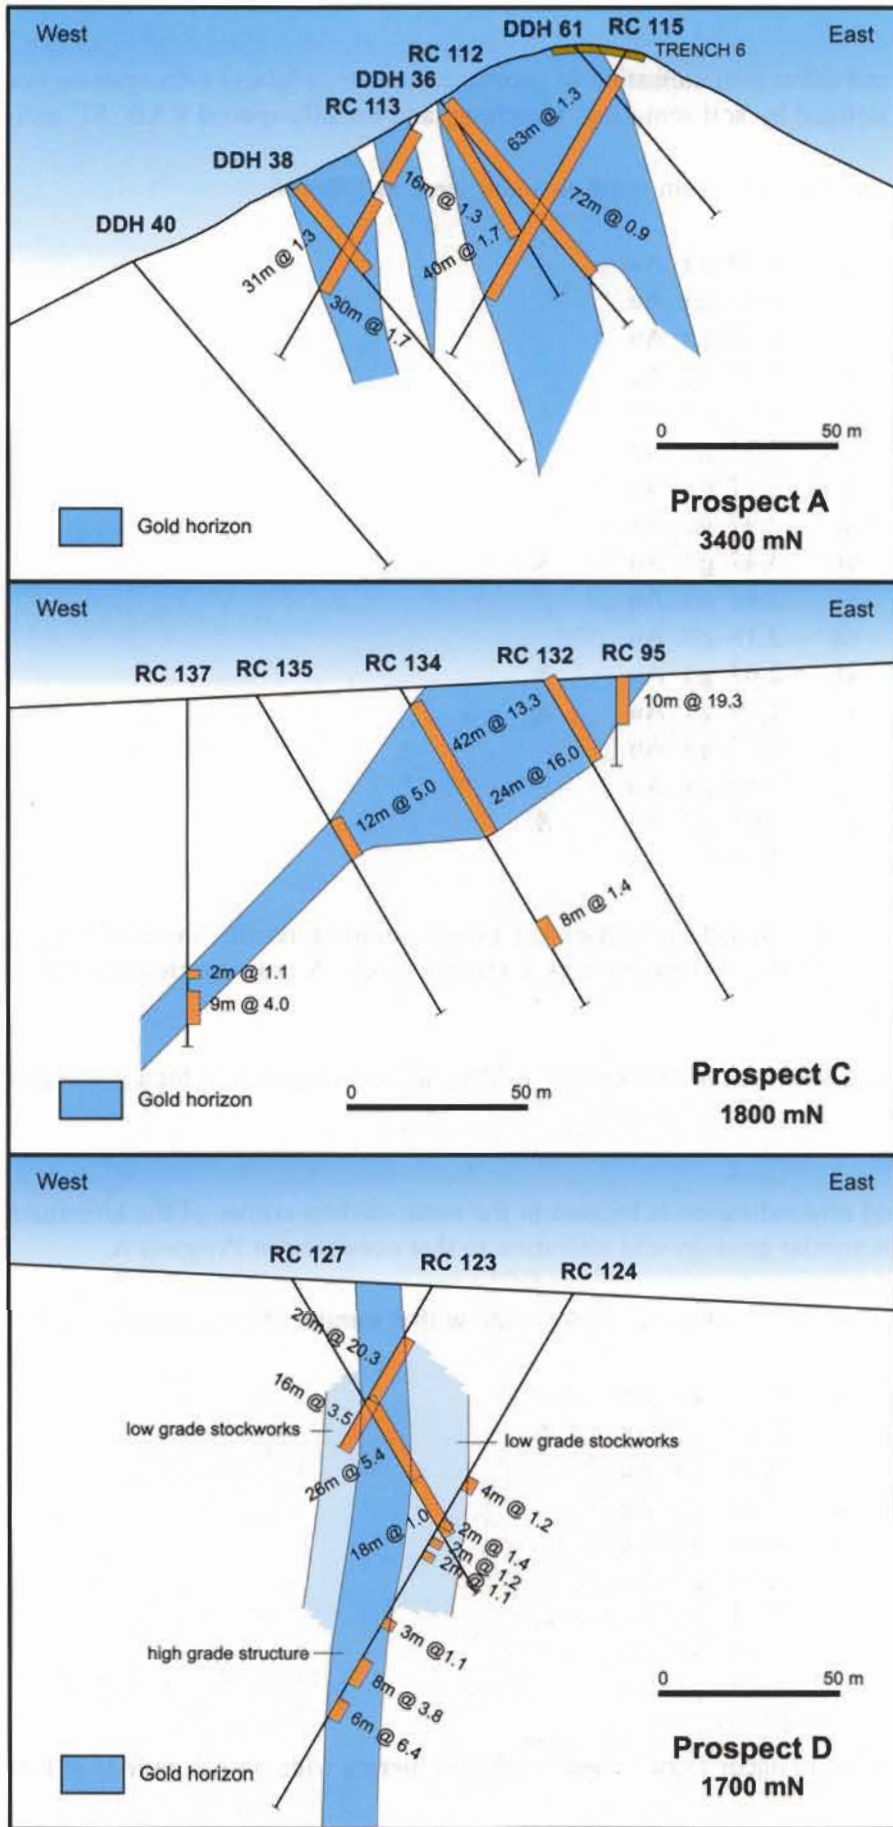 West
East
DDH 61
RC 115
TRENCH 6
RC 112
DDH 36
RC 113
DDH 38
DDH 40
63m @ 1.3
16m @ 1.3
72m @ 0.9
40m @ 1.7
31m @ 1.3
30m @ 1.7
0 50 m
Gold horizon
Prospect A
3400 mN
West
East
RC 137
RC 135
RC 134
RC 132
RC 95
10m @ 19.3
42m @ 13.3
24m @ 16.0
12m @ 5.0
8m @ 1.4
2m @ 1.1
9m @ 4.0
Gold horizon
0 50 m
Prospect C
1800 mN
West
East
RC 127
RC 123
RC 124
20m @ 20.3
16m @ 3.5
low grade stockworks
low grade stockworks
26m @ 5.4
4m @ 1.2
18m @ 1.0
2m @ 1.4
2m @ 1.2
2m @ 1.1
3m @1.1
high grade structure
8m @ 3.8
6m @ 6.4
0 50 m
Gold horizon
Prospect D
1700 mN